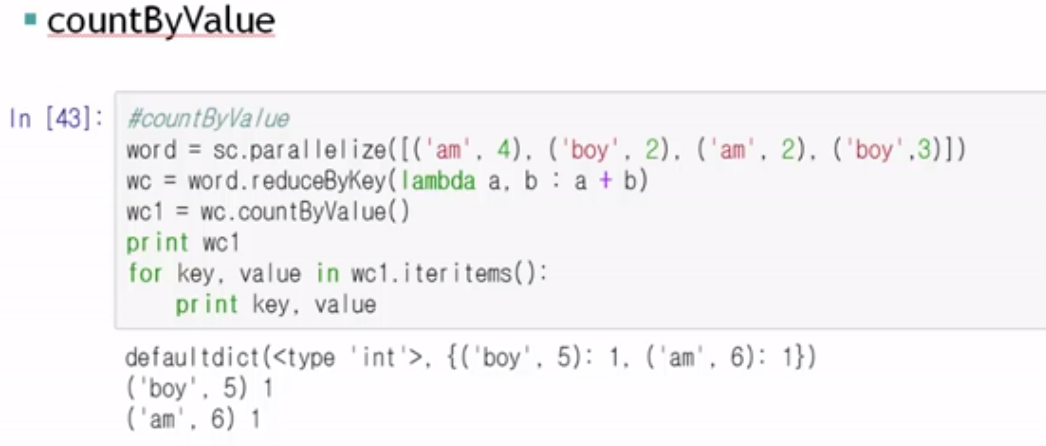 countByValue
In [43]:
#countByValue
word = sc.parallelize([('am', 4), ('boy', 2), ('am', 2), ('boy',3)])
wc = word.reduceByKey(lambda a, b : a + b)
wc1 = wc.countByValue()
print wc1
for key, value in wc1.iteritems():
    print key, value
defaultdict(<type 'int'>, {('boy', 5): 1, ('am', 6): 1})
('boy', 5) 1
('am', 6) 1